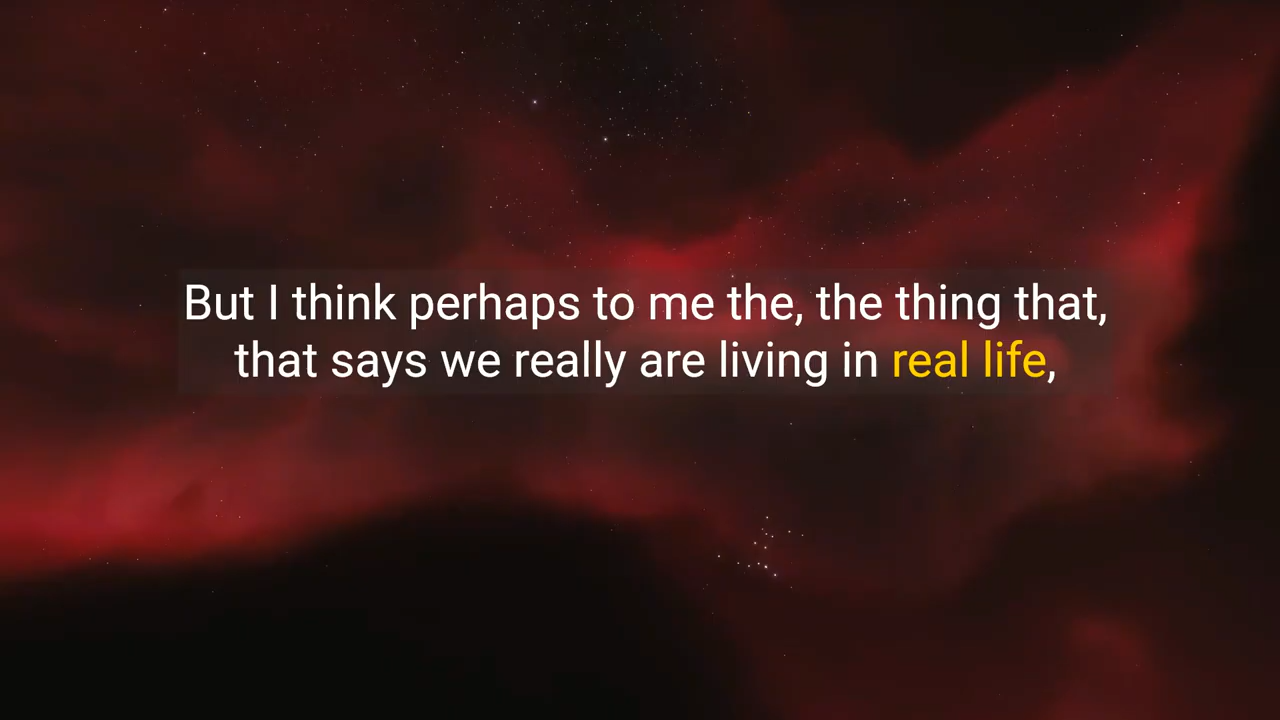 But I think perhaps to me the, the thing that,
that says we really are living in real life,